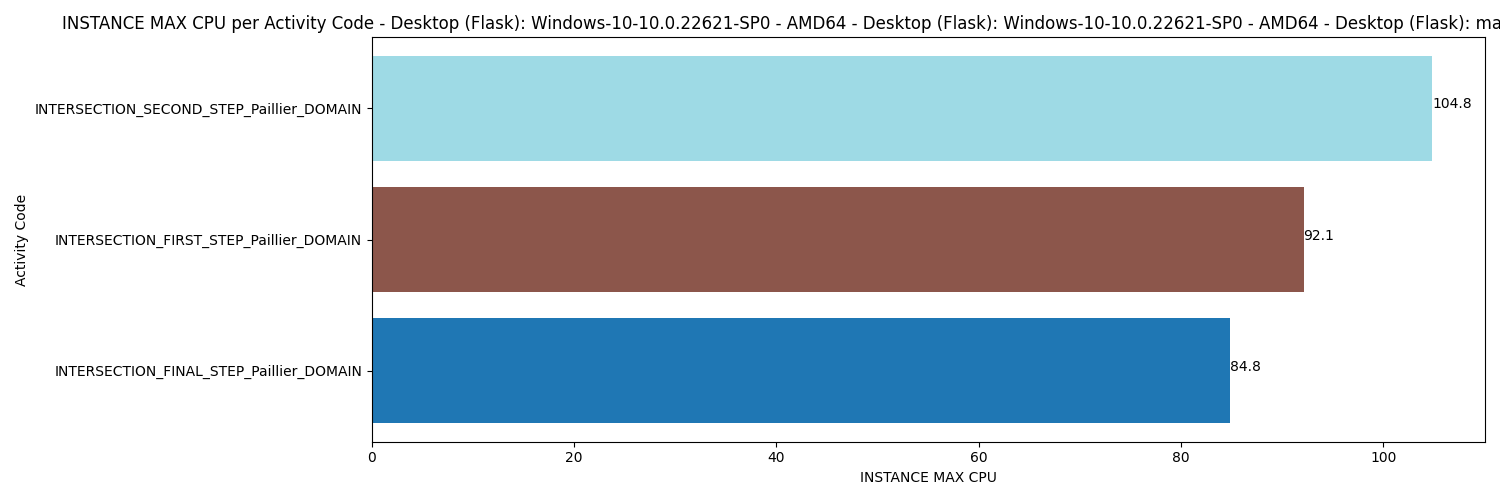 INSTANCE MAX CPU per Activity Code - Desktop (Flask): Windows-10-10.0.22621-SP0 - AMD64 - Desktop (Flask): Windows-10-10.0.22621-SP0 - AMD64 - Desktop (Flask): ma
INTERSECTION_SECOND_STEP_Paillier_DOMAIN
104.8
INTERSECTION_FIRST_STEP_Paillier_DOMAIN
92.1
INTERSECTION_FINAL_STEP_Paillier_DOMAIN
84.8
Activity Code
0 20 40 60 80 100
INSTANCE MAX CPU